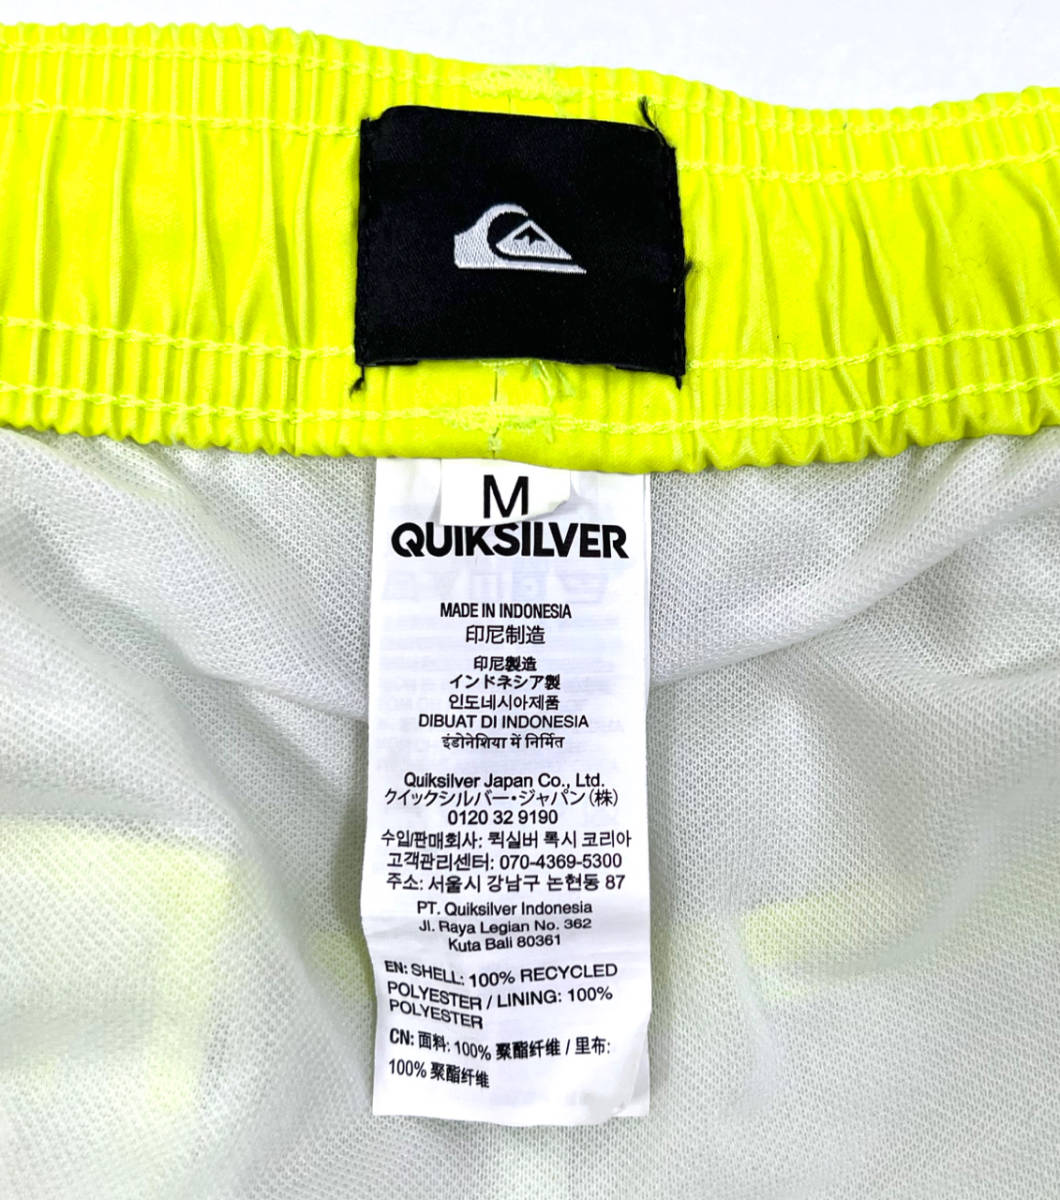 M
QUIKSILVER
MADE IN INDONESIA
印尼制造
印尼製造
インドネシア製
인도네시아제품
DIBUAT DI INDONESIA
इंडोनेशिया में निर्मित
Quiksilver Japan Co., Ltd.
クイックシルバー・ジャパン(株)
0120 32 9190
수입/판매회사: 퀵실버 록시 코리아
고객관리센터: 070-4369-5300
주소: 서울시 강남구 논현동 87
PT. Quiksilver Indonesia
Jl. Raya Legian No. 362
Kuta Bali 80361
EN: SHELL: 100% RECYCLED
POLYESTER / LINING: 100%
POLYESTER
CN: 面料: 100% 聚酯纤维 / 里布:
100% 聚酯纤维